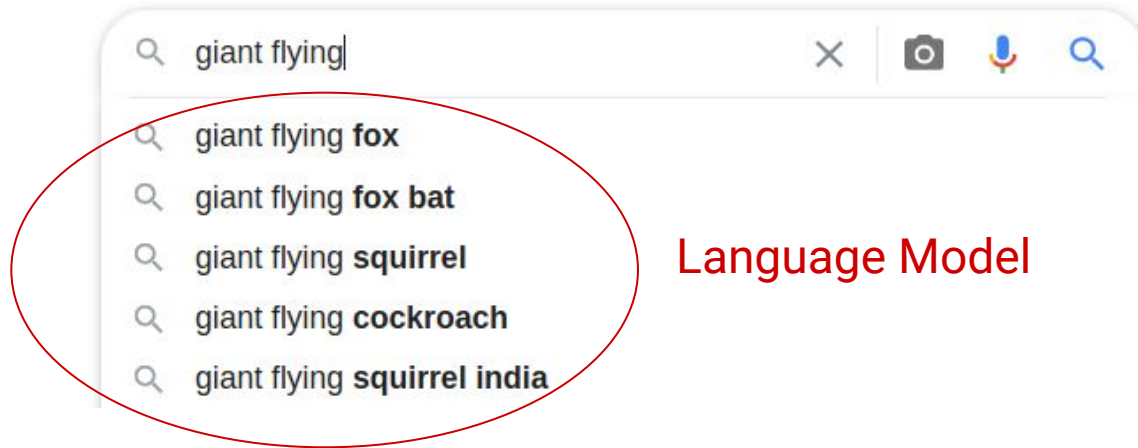 giant flying
giant flying fox
giant flying fox bat
giant flying squirrel
Language Model
giant flying cockroach
giant flying squirrel india